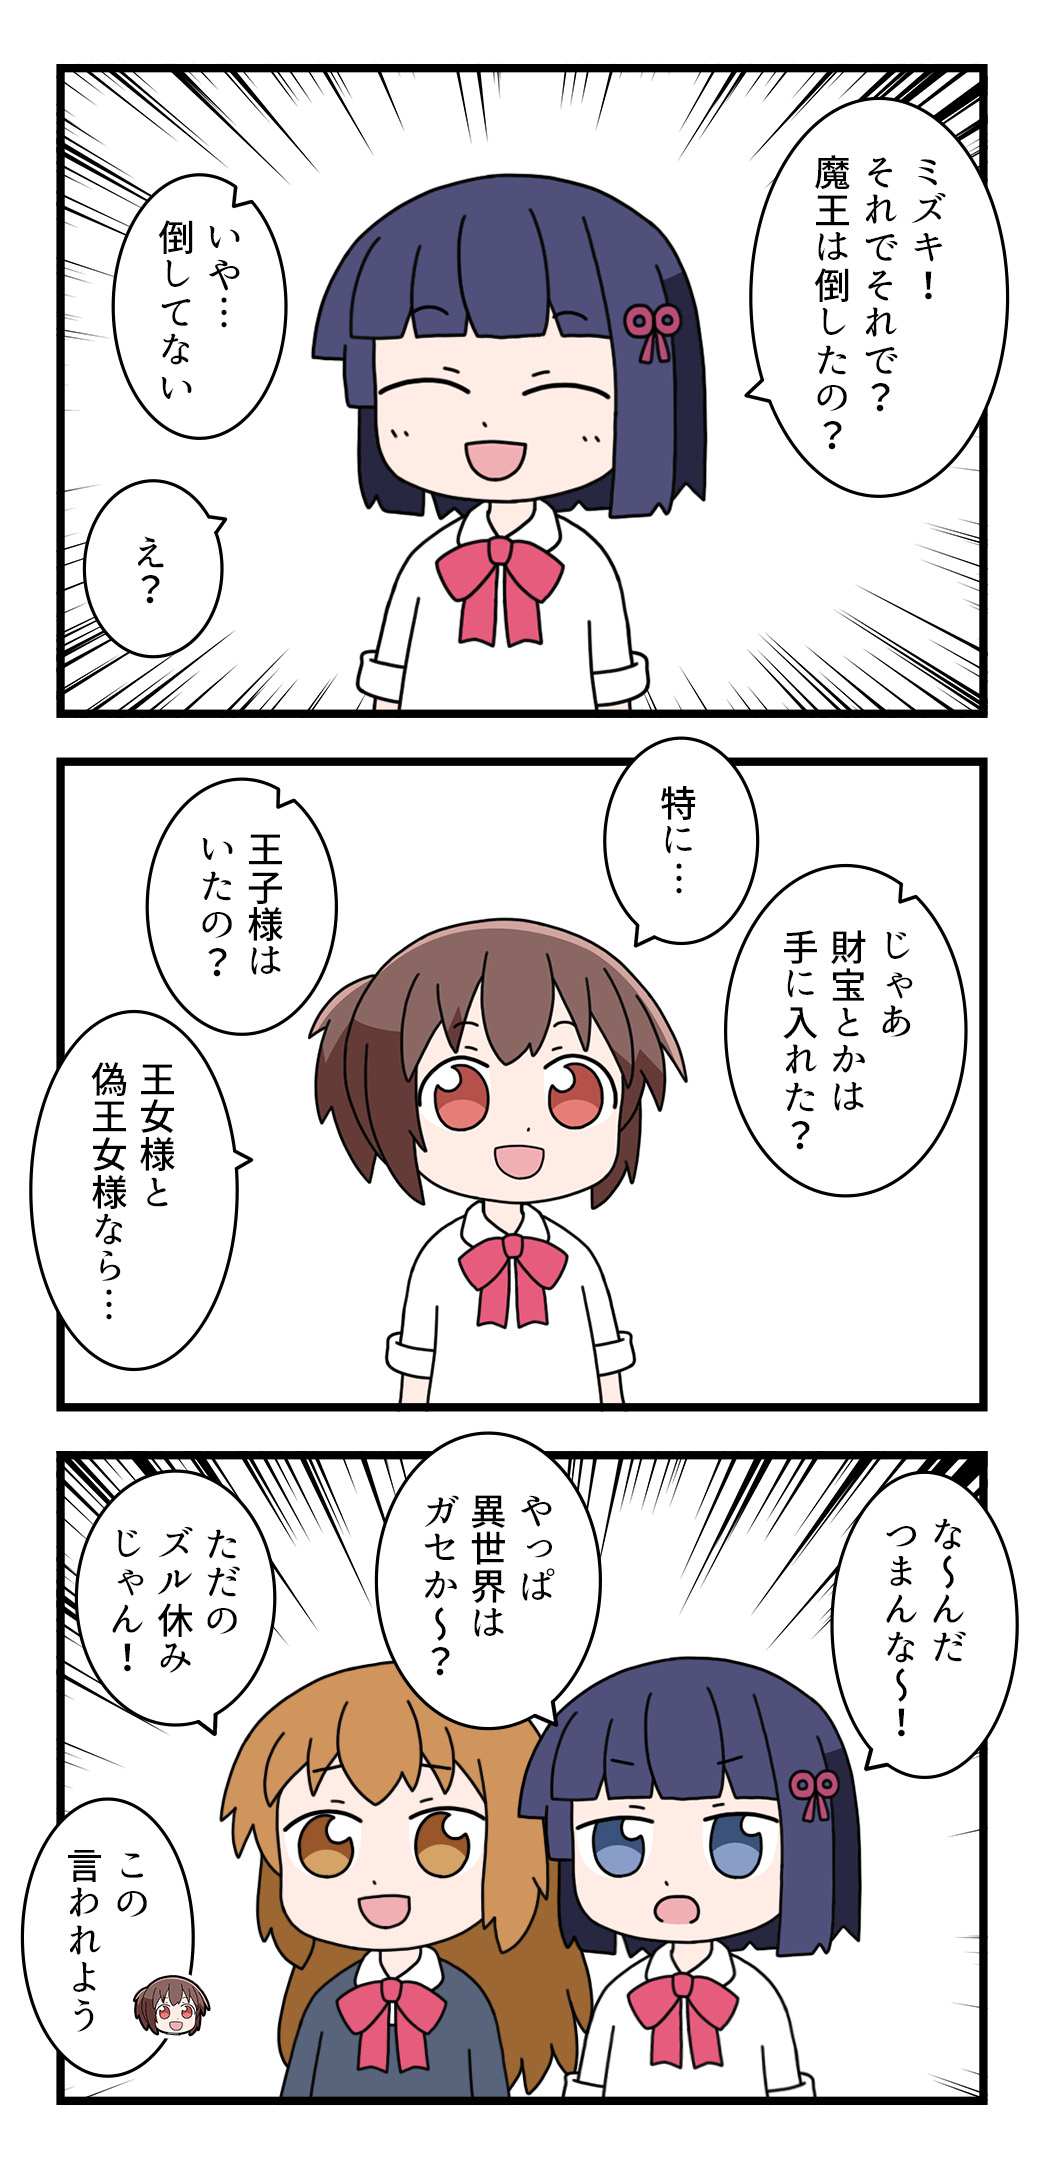 ミズキ！
それでそれで？
魔王は倒したの？
いや…
倒してない
え？
じゃあ
財宝とかは
手に入れた？
特に…
王子様は
いたの？
王女様と
偽王女様なら…
な〜んだ
つまんな〜！
やっぱ
異世界は
ガセか〜？
ただの
ズル休み
じゃん！
この
言われよう